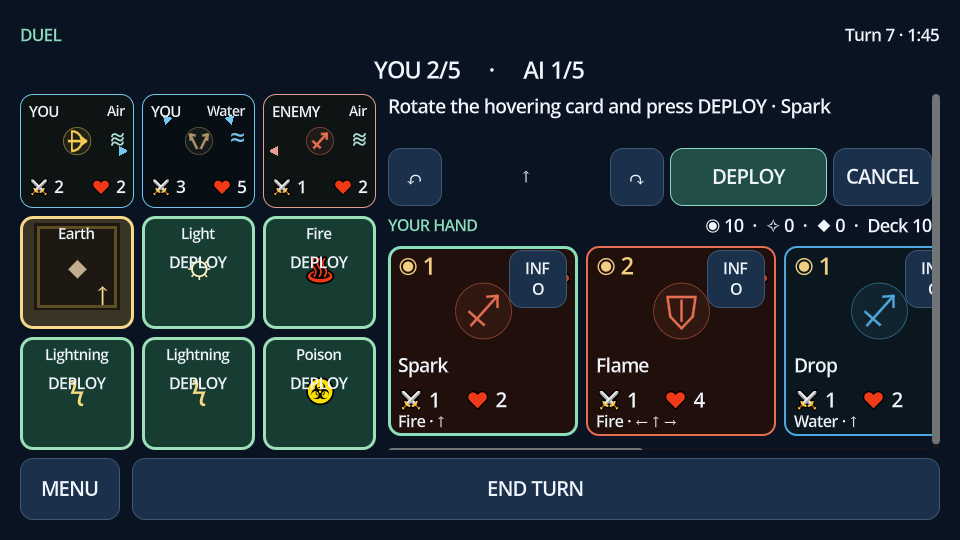 DUEL
Turn 7 · 1:45
YOU 2/5 · AI 1/5
YOU Air
2 2
YOU Water
3 5
ENEMY Air
1 2
Rotate the hovering card and press DEPLOY · Spark
↶ ↑ ↷ DEPLOY CANCEL
Earth
↑
Light
DEPLOY
Fire
DEPLOY
Lightning
DEPLOY
Lightning
DEPLOY
Poison
DEPLOY
YOUR HAND
◉ 10 · ✧ 0 · ◆ 0 · Deck 10
◉ 1
INF
O
Spark
1 2
Fire · ↑
◉ 2
INF
O
Flame
1 4
Fire · ← ↑ →
◉ 1
IN
O
Drop
1 2
Water · ↑
MENU
END TURN